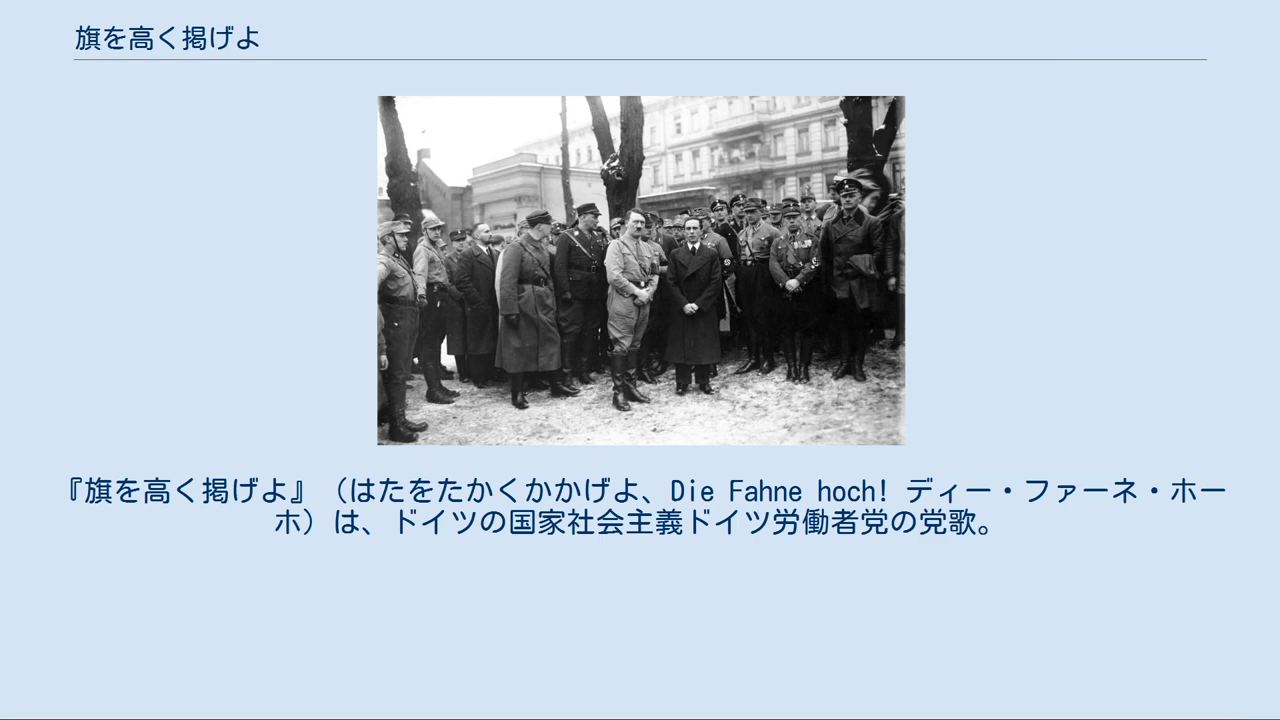 旗を高く掲げよ
『旗を高く掲げよ』（はたをたかくかかげよ、Die Fahne hoch! ディー・ファーネ・ホー
ホ）は、ドイツの国家社会主義ドイツ労働者党の党歌。